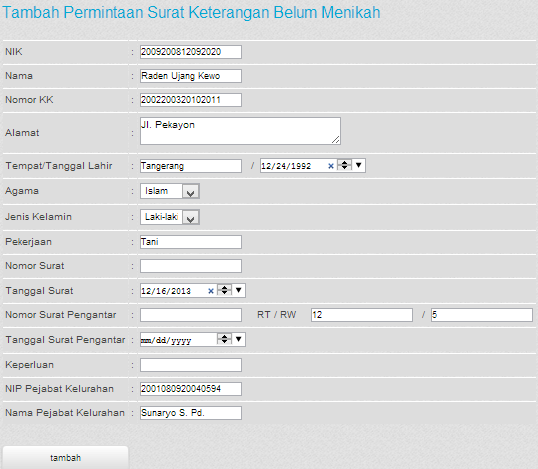 Tambah Permintaan Surat Keterangan Belum Menikah
NIK : 2009200812092020
Nama : Raden Ujang Kewo
Nomor KK : 2002200320102011
Alamat : Jl. Pekayon
Tempat/Tanggal Lahir : Tangerang / 12/24/1992
Agama : Islam
Jenis Kelamin : Laki-laki
Pekerjaan : Tani
Nomor Surat :
Tanggal Surat : 12/16/2013
Nomor Surat Pengantar : RT / RW 12 / 5
Tanggal Surat Pengantar : mm/dd/yyyy
Keperluan :
NIP Pejabat Kelurahan : 2001080920040594
Nama Pejabat Kelurahan : Sunaryo S. Pd.
tambah